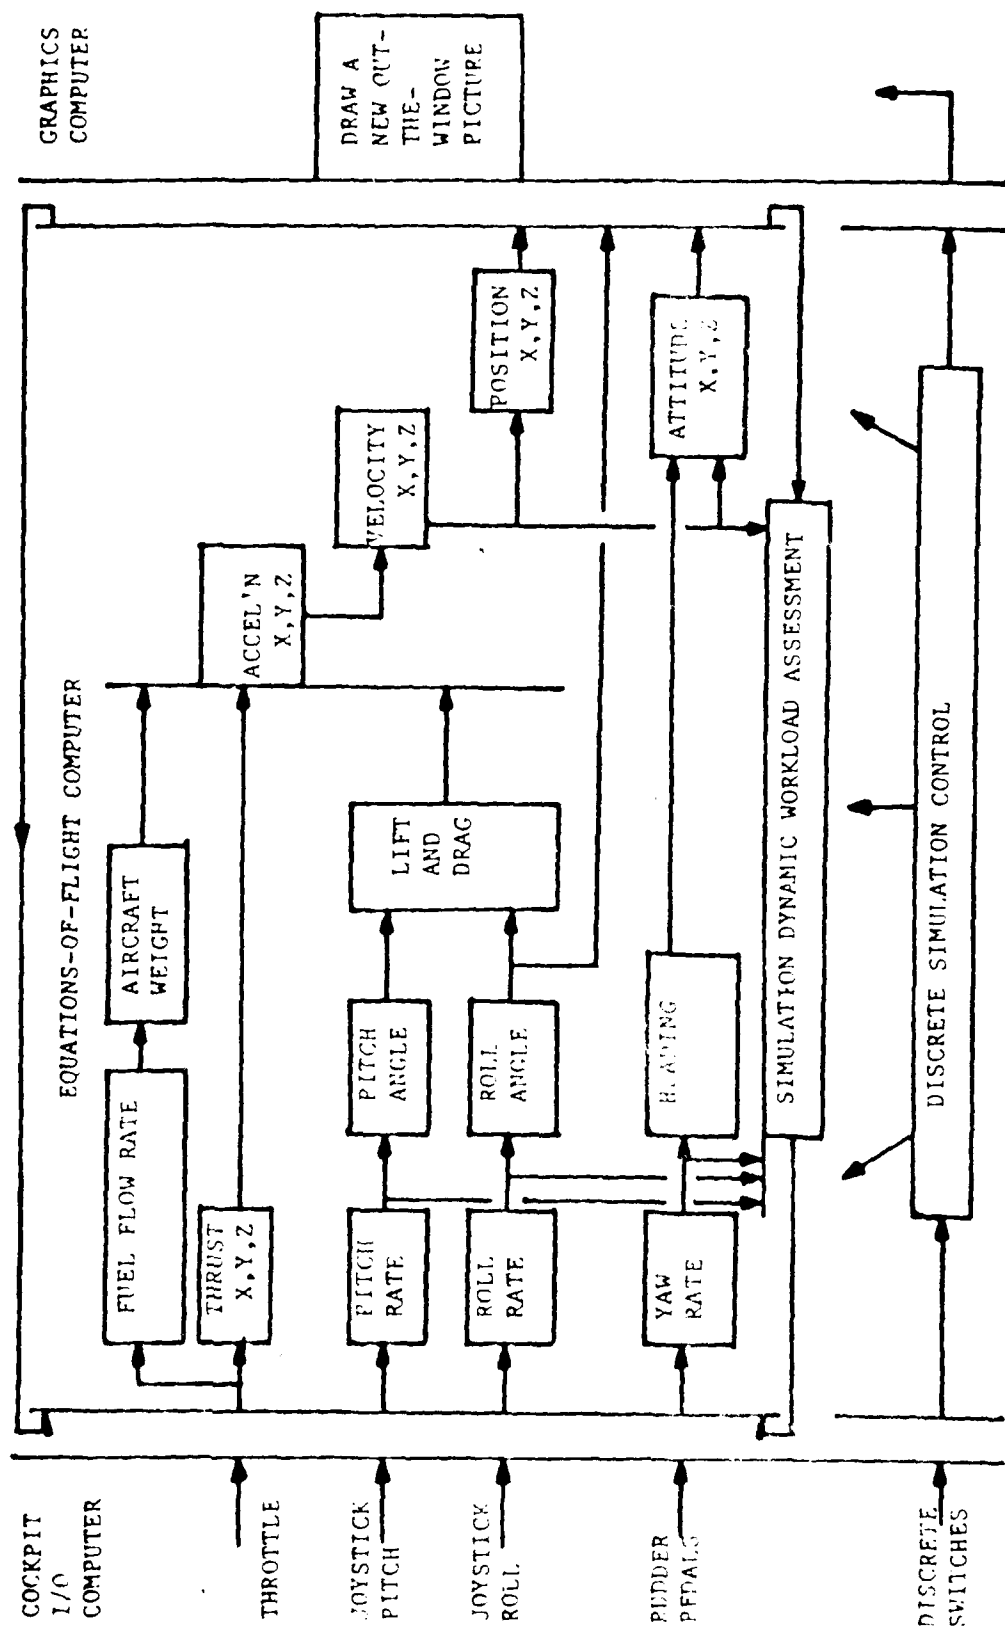 COCKPIT
I/O
COMPUTER
EQUATIONS-OF-FLIGHT COMPUTER
GRAPHICS
COMPUTER
THROTTLE
JOYSTICK
PITCH
JOYSTICK
ROLL
RUDDER
PEDALS
DISCRETE
SWITCHES
FUEL FLOW RATE
AIRCRAFT
WEIGHT
THRUST
X,Y,Z
ACCEL'N
X,Y,Z
PITCH
RATE
PITCH
ANGLE
LIFT
AND
DRAG
VELOCITY
X,Y,Z
ROLL
RATE
ROLL
ANGLE
POSITION
X,Y,Z
YAW
RATE
HEADING
ATTITUDE
X,Y,Z
SIMULATION DYNAMIC WORKLOAD ASSESSMENT
DISCRETE SIMULATION CONTROL
DRAW A
NEW OUT-
THE-
WINDOW
PICTURE